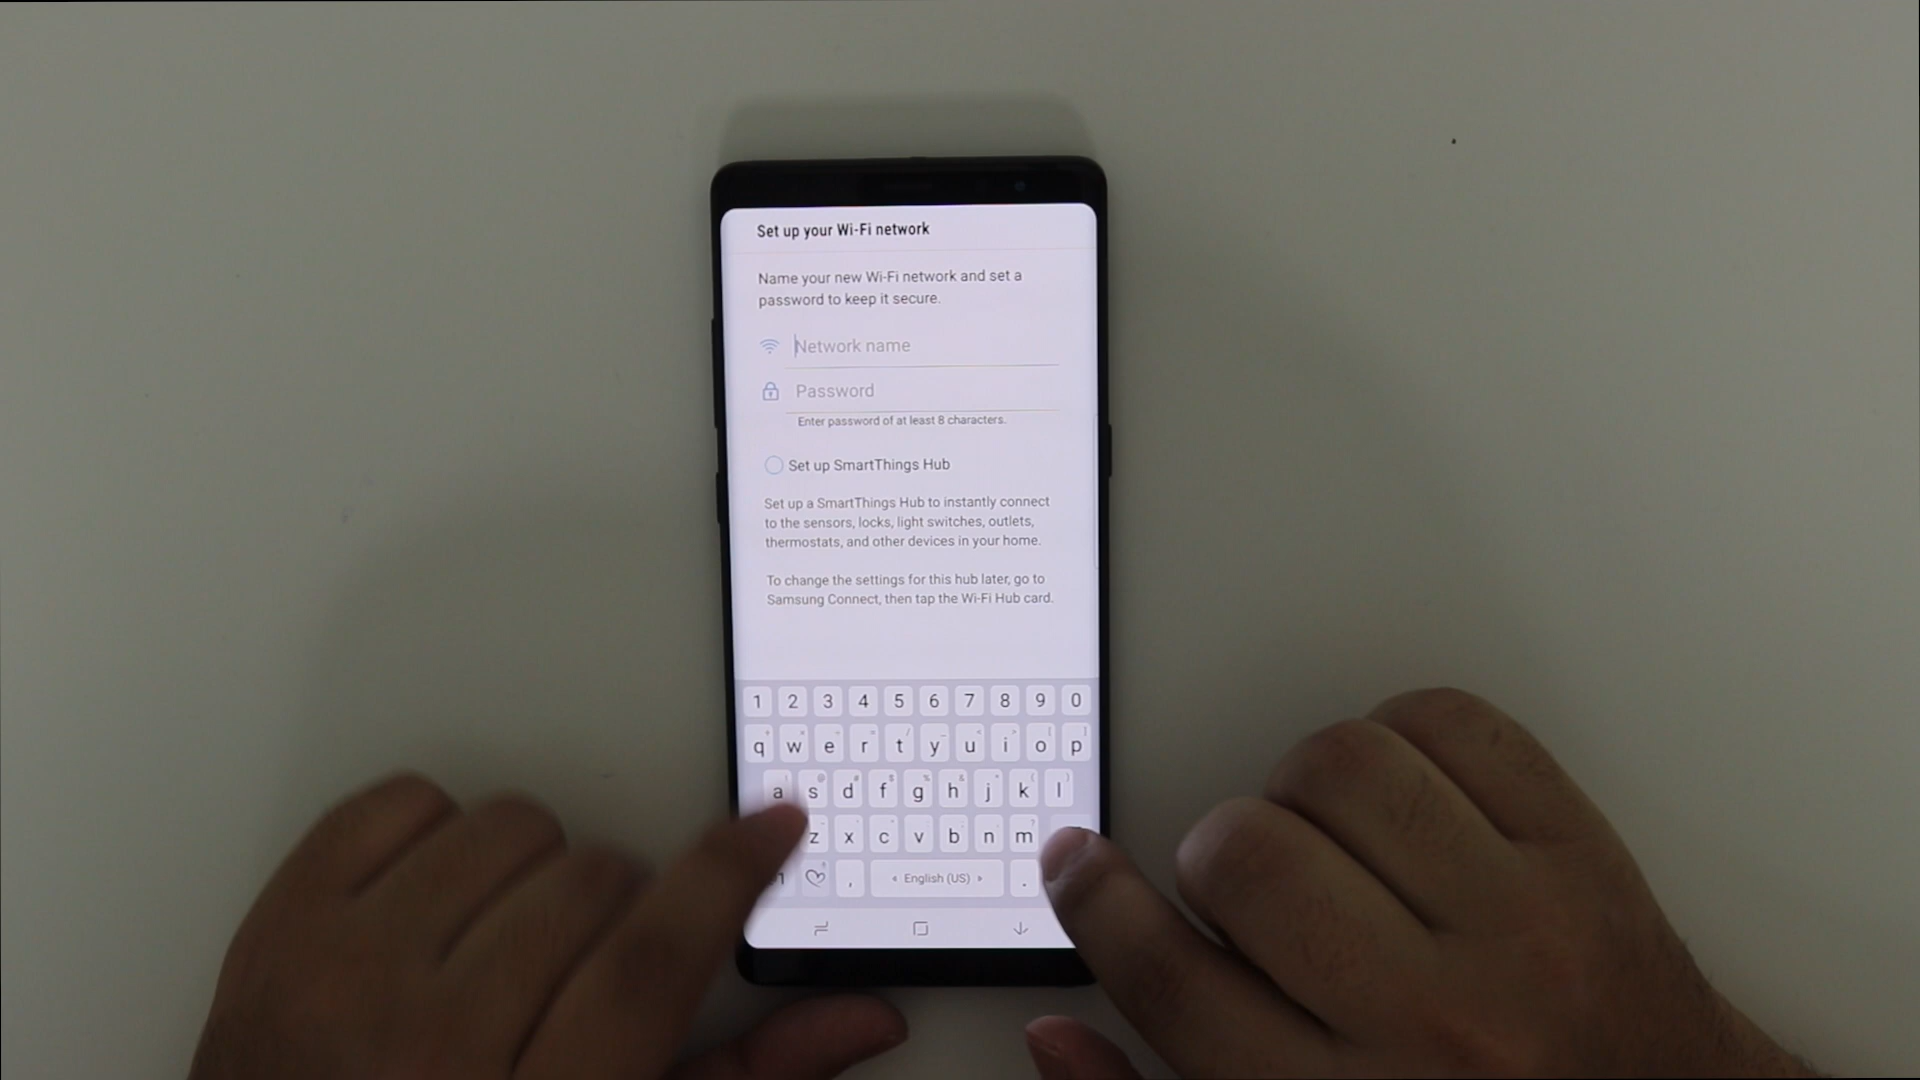 Set up your Wi-Fi network
Name your new Wi-Fi network and set a
password to keep it secure.
Network name
Password
Enter password of at least 8 characters.
Set up SmartThings Hub
Set up a SmartThings Hub to instantly connect
to the sensors, locks, light switches, outlets,
thermostats, and other devices in your home.
To change the settings for this hub later, go to
Samsung Connect, then tap the Wi-Fi Hub card.
1 2 3 4 5 6 7 8 9 0
q w e r t y u i o p
a s d f g h j k l
z x c v b n m
, English (US) .